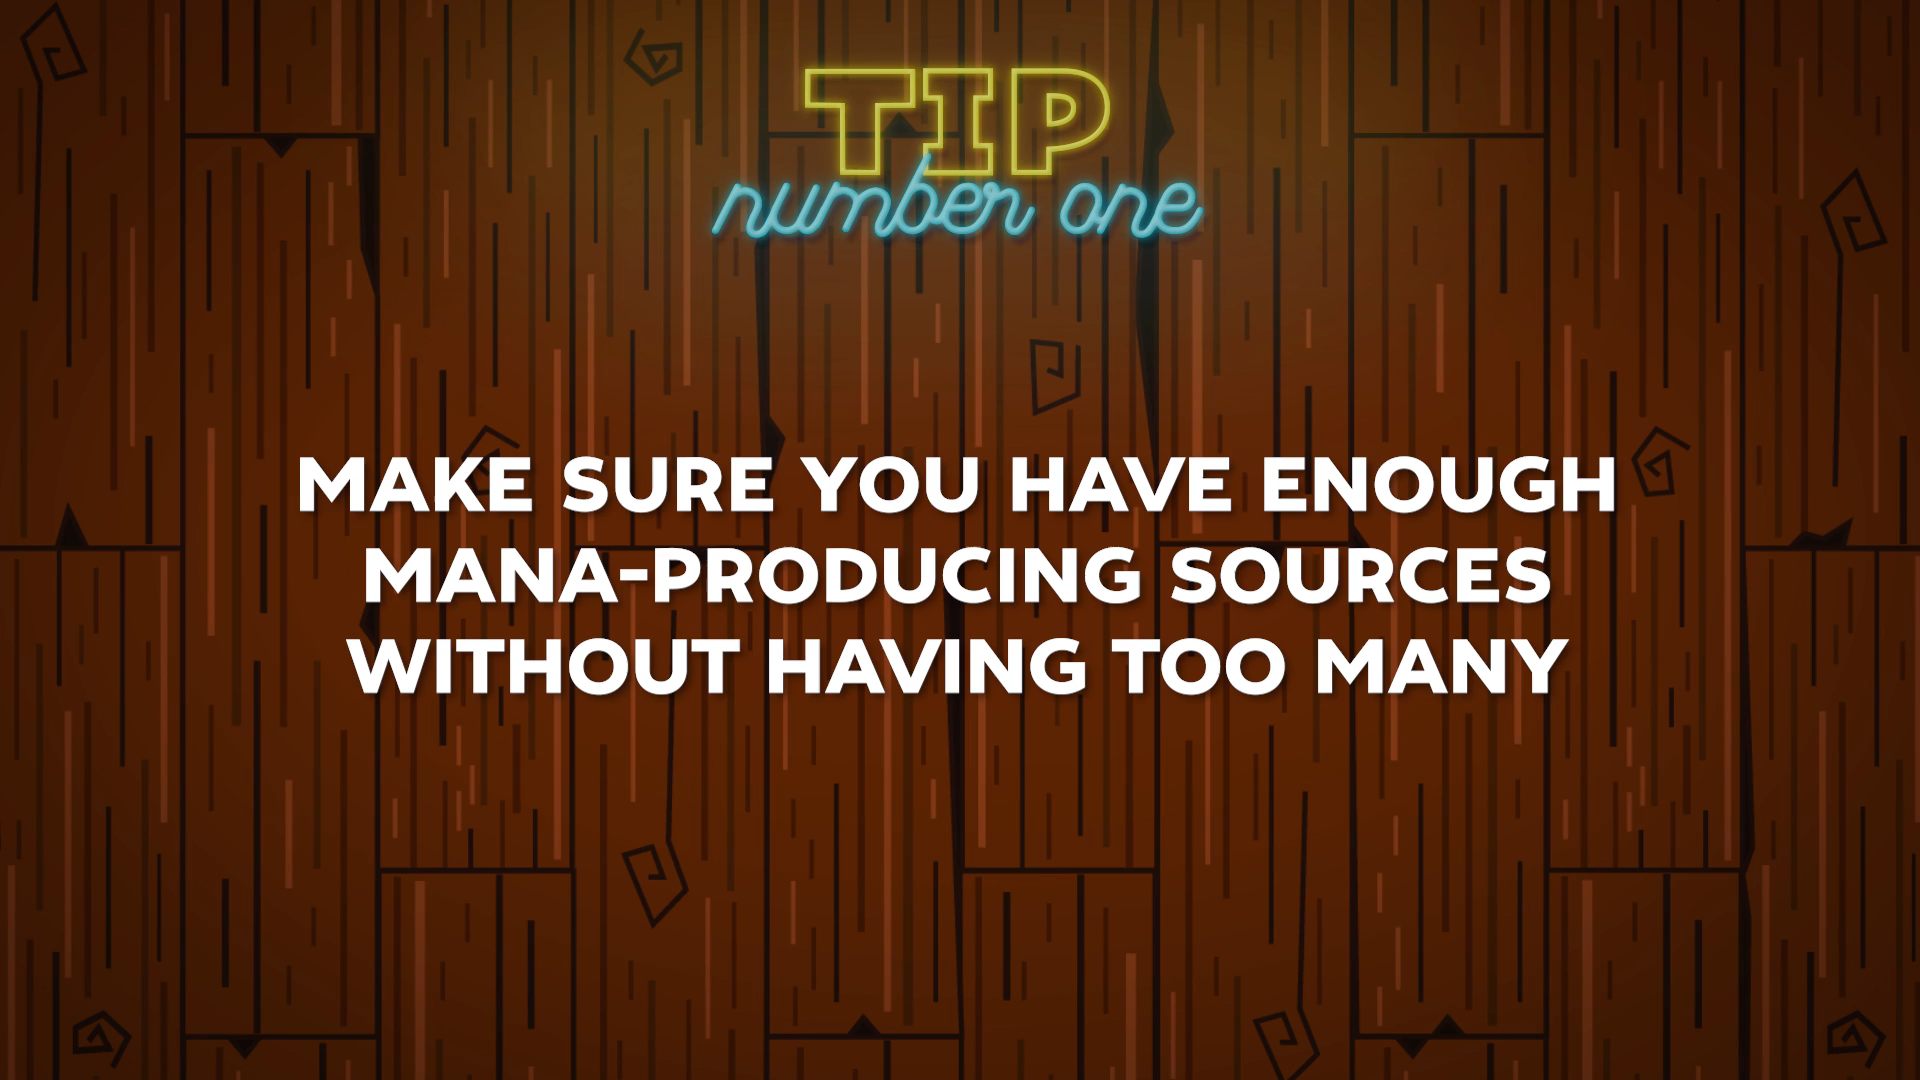 TIP
number one
MAKE SURE YOU HAVE ENOUGH
MANA-PRODUCING SOURCES
WITHOUT HAVING TOO MANY